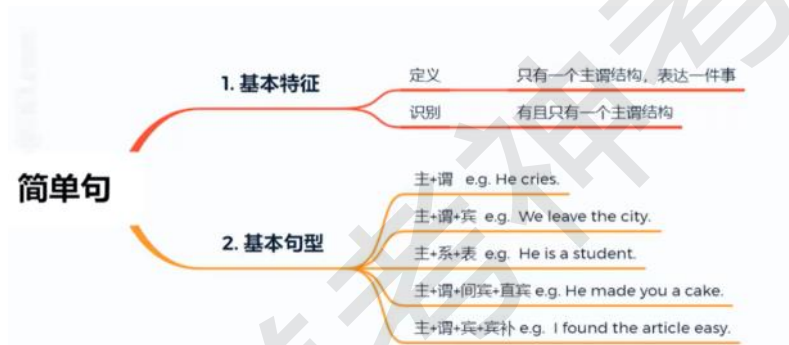 简单句
1. 基本特征
定义 只有一个主谓结构，表达一件事
识别 有且只有一个主谓结构
2. 基本句型
主+谓 e.g. He cries.
主+谓+宾 e.g. We leave the city.
主+系+表 e.g. He is a student.
主+谓+间宾+直宾 e.g. He made you a cake.
主+谓+宾+宾补 e.g. I found the article easy.